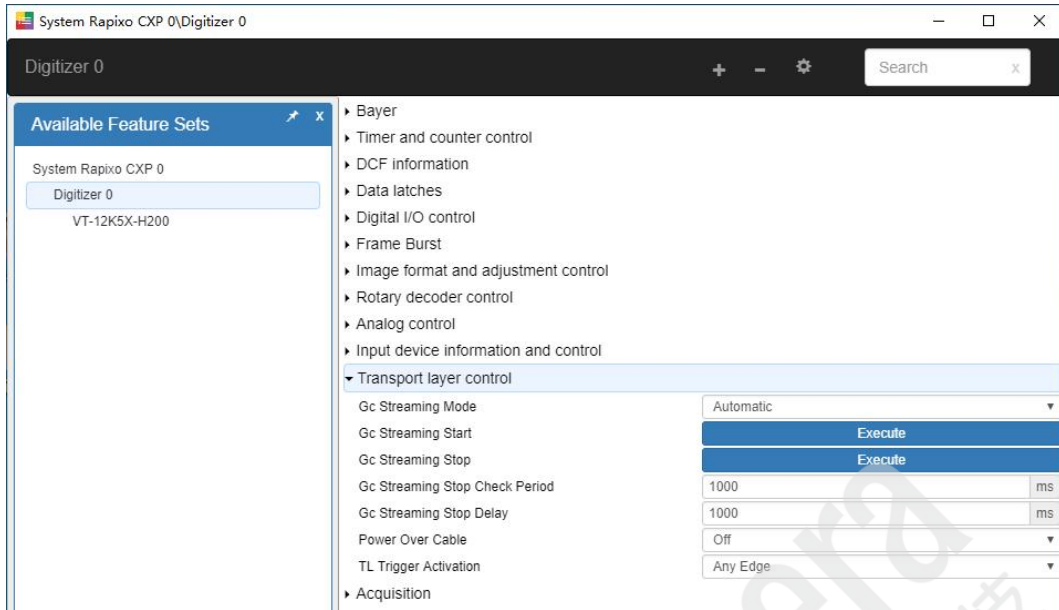 System Rapixo CXP 0\Digitizer 0
Digitizer 0
Search x
Available Feature Sets x
System Rapixo CXP 0
Digitizer 0
VT-12K5X-H200
Bayer
Timer and counter control
DCF information
Data latches
Digital I/O control
Frame Burst
Image format and adjustment control
Rotary decoder control
Analog control
Input device information and control
Transport layer control
Gc Streaming Mode Automatic
Gc Streaming Start Execute
Gc Streaming Stop Execute
Gc Streaming Stop Check Period 1000 ms
Gc Streaming Stop Delay 1000 ms
Power Over Cable Off
TL Trigger Activation Any Edge
Acquisition